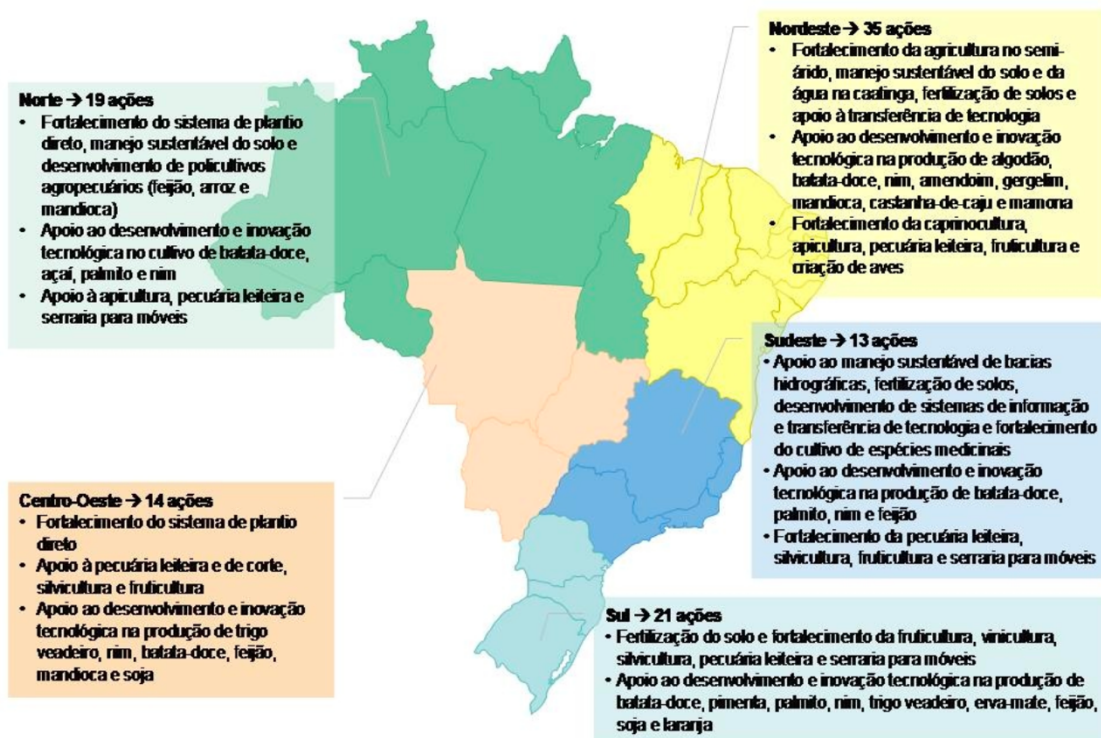 Norte → 19 ações
• Fortalecimento do sistema de plantio
direto, manejo sustentável do solo e
desenvolvimento de policultivos
agropecuários (feijão, arroz e
mandioca)
• Apoio ao desenvolvimento e inovação
tecnológica no cultivo de batata-doce,
açaí, palmito e nim
• Apoio à apicultura, pecuária leiteira e
serraria para móveis
Nordeste → 35 ações
• Fortalecimento da agricultura no semi-
árido, manejo sustentável do solo e da
água na caatinga, fertilização de solos e
apoio à transferência de tecnologia
• Apoio ao desenvolvimento e inovação
tecnológica na produção de algodão,
batata-doce, nim, amendoim, gergelim,
mandioca, castanha-de-caju e mamona
• Fortalecimento da caprinocultura,
apicultura, pecuária leiteira, fruticultura e
criação de aves
Sudeste → 13 ações
• Apoio ao manejo sustentável de bacias
hidrográficas, fertilização de solos,
desenvolvimento de sistemas de informação
e transferência de tecnologia e fortalecimento
do cultivo de espécies medicinais
• Apoio ao desenvolvimento e inovação
tecnológica na produção de batata-doce,
palmito, nim e feijão
• Fortalecimento da pecuária leiteira,
silvicultura, fruticultura e serraria para móveis
Centro-Oeste → 14 ações
• Fortalecimento do sistema de plantio
direto
• Apoio à pecuária leiteira e de corte,
silvicultura e fruticultura
• Apoio ao desenvolvimento e inovação
tecnológica na produção de trigo
veadeiro, nim, batata-doce, feijão,
mandioca e soja
Sul → 21 ações
• Fertilização do solo e fortalecimento da fruticultura, vinicultura,
silvicultura, pecuária leiteira e serraria para móveis
• Apoio ao desenvolvimento e inovação tecnológica na produção de
batata-doce, pimenta, palmito, nim, trigo veadeiro, erva-mate, feijão,
soja e laranja